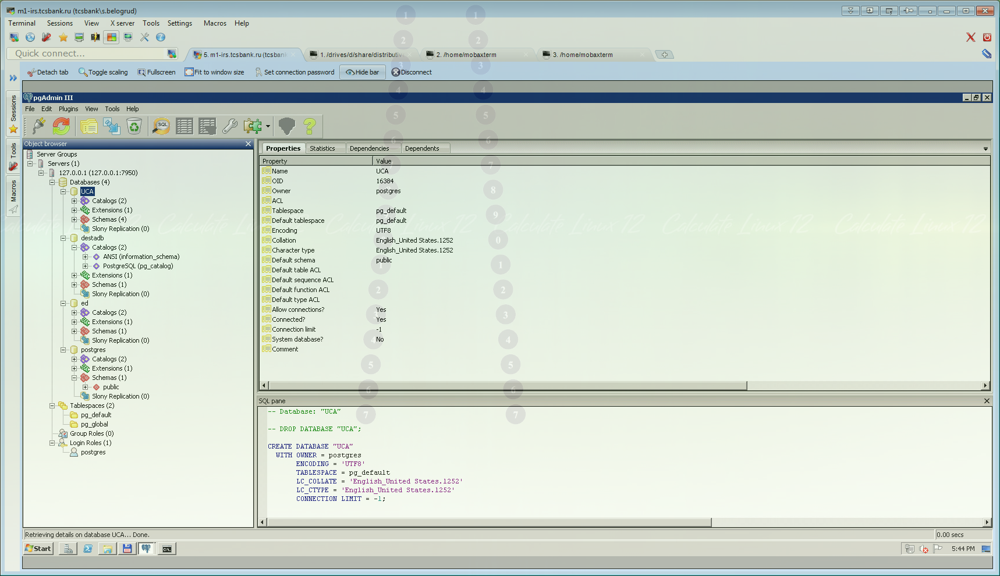 m1-irs.tcsbank.ru (tcsbank\s.belogrud)
Terminal Sessions View X server Tools Settings Macros Help
Quick connect...
5. m1-irs.tcsbank.ru (tcsbank
1. /drives/d/share/distributiv
2. /home/mobaxterm
3. /home/mobaxterm
Detach tab Toggle scaling Fullscreen Fit to window size Set connection password Hide bar Disconnect
Sessions
Tools
Macros
pgAdmin III
File Edit Plugins View Tools Help
SQL
Object browser
Server Groups
Servers (1)
127.0.0.1 (127.0.0.1:7950)
Databases (4)
UCA
Catalogs (2)
Extensions (1)
Schemas (4)
Slony Replication (0)
destadb
Catalogs (2)
ANSI (information_schema)
PostgreSQL (pg_catalog)
Extensions (1)
Schemas (1)
Slony Replication (0)
ed
Catalogs (2)
Extensions (1)
Schemas (1)
Slony Replication (0)
postgres
Catalogs (2)
Extensions (1)
Schemas (1)
public
Slony Replication (0)
Tablespaces (2)
pg_default
pg_global
Group Roles (0)
Login Roles (1)
postgres
Properties Statistics Dependencies Dependents
Property Value
Name UCA
OID 16384
Owner postgres
ACL
Tablespace pg_default
Default tablespace pg_default
Encoding UTF8
Collation English_United States.1252
Character type English_United States.1252
Default schema public
Default table ACL
Default sequence ACL
Default function ACL
Default type ACL
Allow connections? Yes
Connected? Yes
Connection limit -1
System database? No
Comment
SQL pane
-- Database: "UCA"
-- DROP DATABASE "UCA";
CREATE DATABASE "UCA"
WITH OWNER = postgres
ENCODING = 'UTF8'
TABLESPACE = pg_default
LC_COLLATE = 'English_United States.1252'
LC_CTYPE = 'English_United States.1252'
CONNECTION LIMIT = -1;
Retrieving details on database UCA... Done.
0.00 secs
Start
C:\
5:44 PM
Calculate Linux 12 Calculate Linux 12 Calculate Linux 12